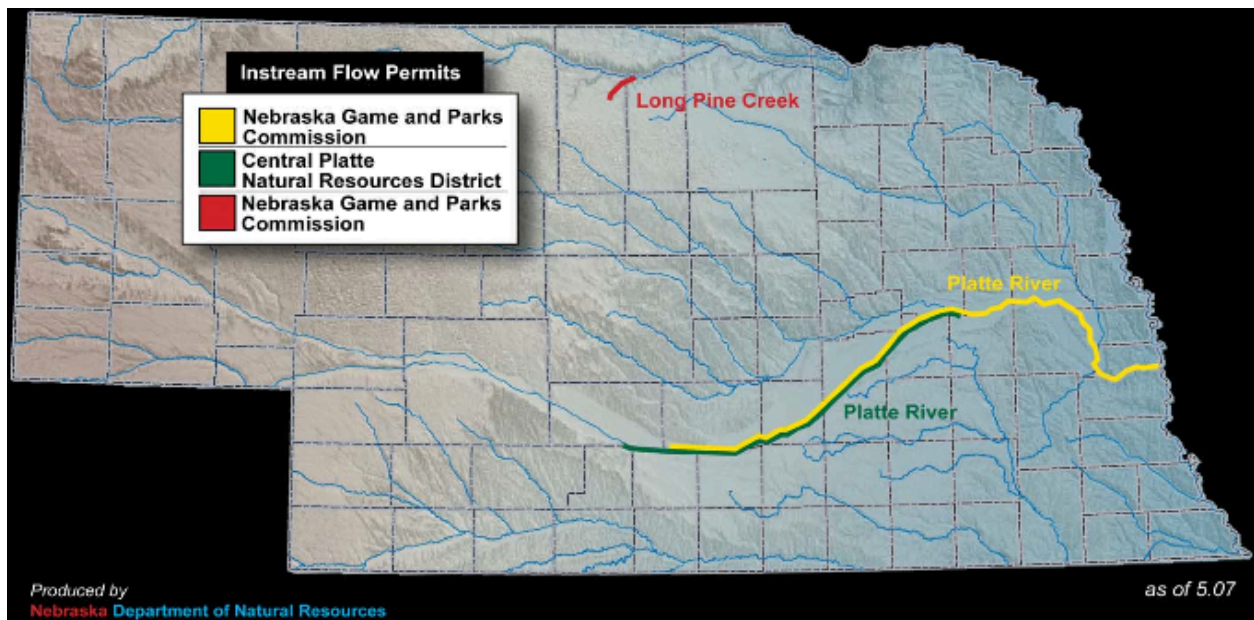 Instream Flow Permits
Nebraska Game and Parks
Commission
Central Platte
Natural Resources District
Nebraska Game and Parks
Commission
Long Pine Creek
Platte River
Platte River
Produced by
Nebraska Department of Natural Resources
as of 5.07